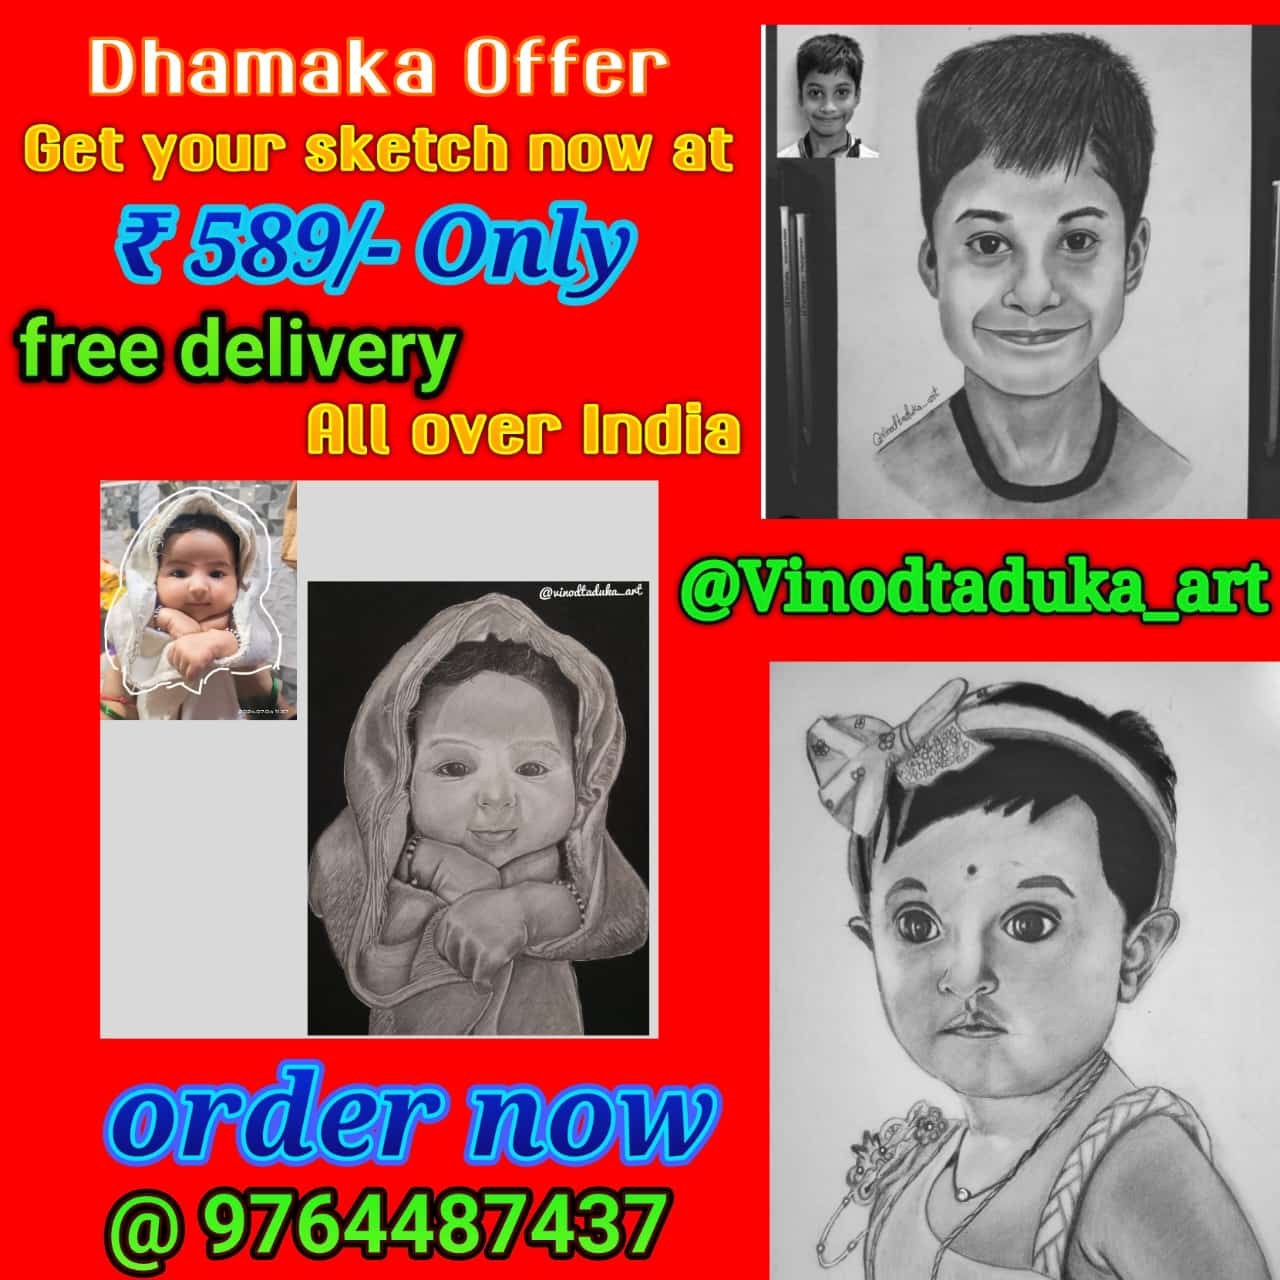 Dhamaka Offer
Get your sketch now at
₹ 589/- Only
free delivery
All over India
@vinodtaduka_art
@Vinodtaduka_art
@vinodtaduka_art
order now
@ 9764487437